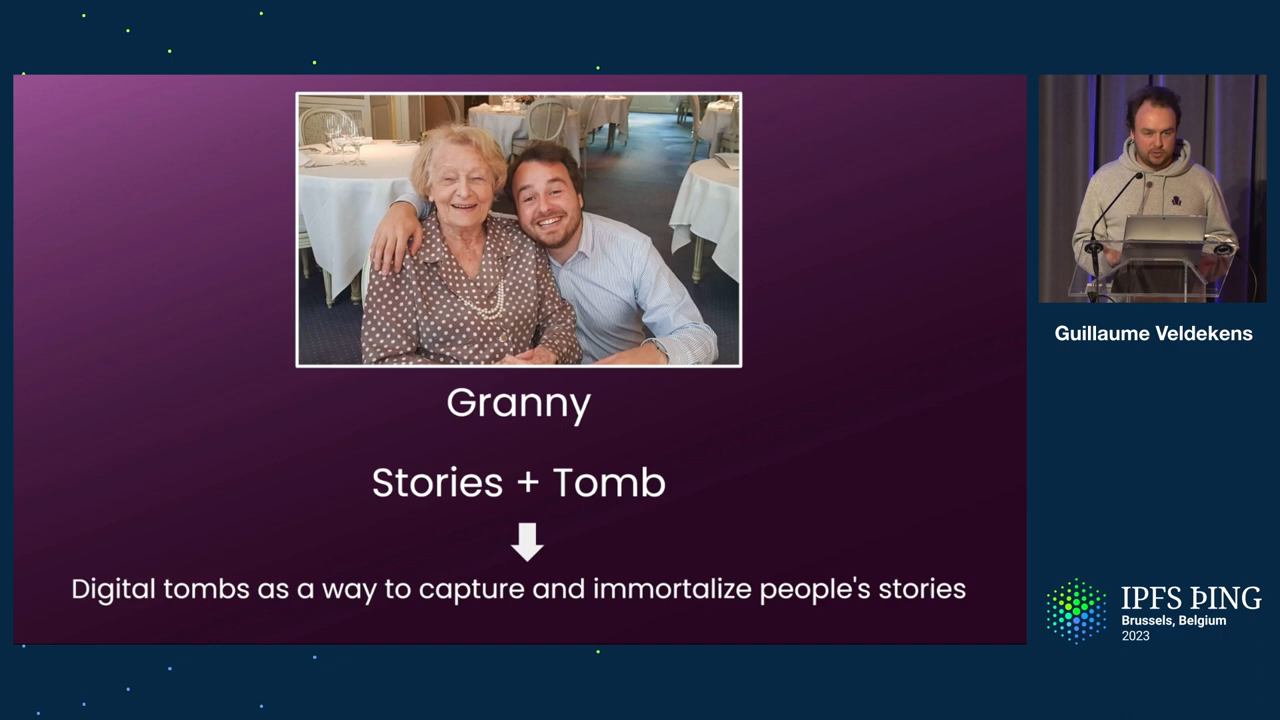 Granny
Stories + Tomb
Digital tombs as a way to capture and immortalize people's stories
Guillaume Veldekens
IPFS ÞING
Brussels, Belgium
2023